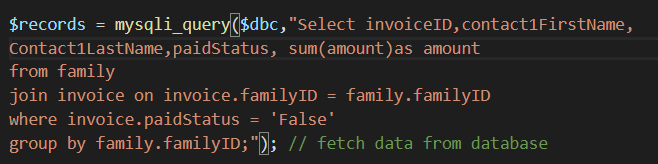 $records = mysqli_query($dbc,"Select invoiceID,contact1FirstName,
Contact1LastName,paidStatus, sum(amount)as amount
from family
join invoice on invoice.familyID = family.familyID
where invoice.paidStatus = 'False'
group by family.familyID;"); // fetch data from database